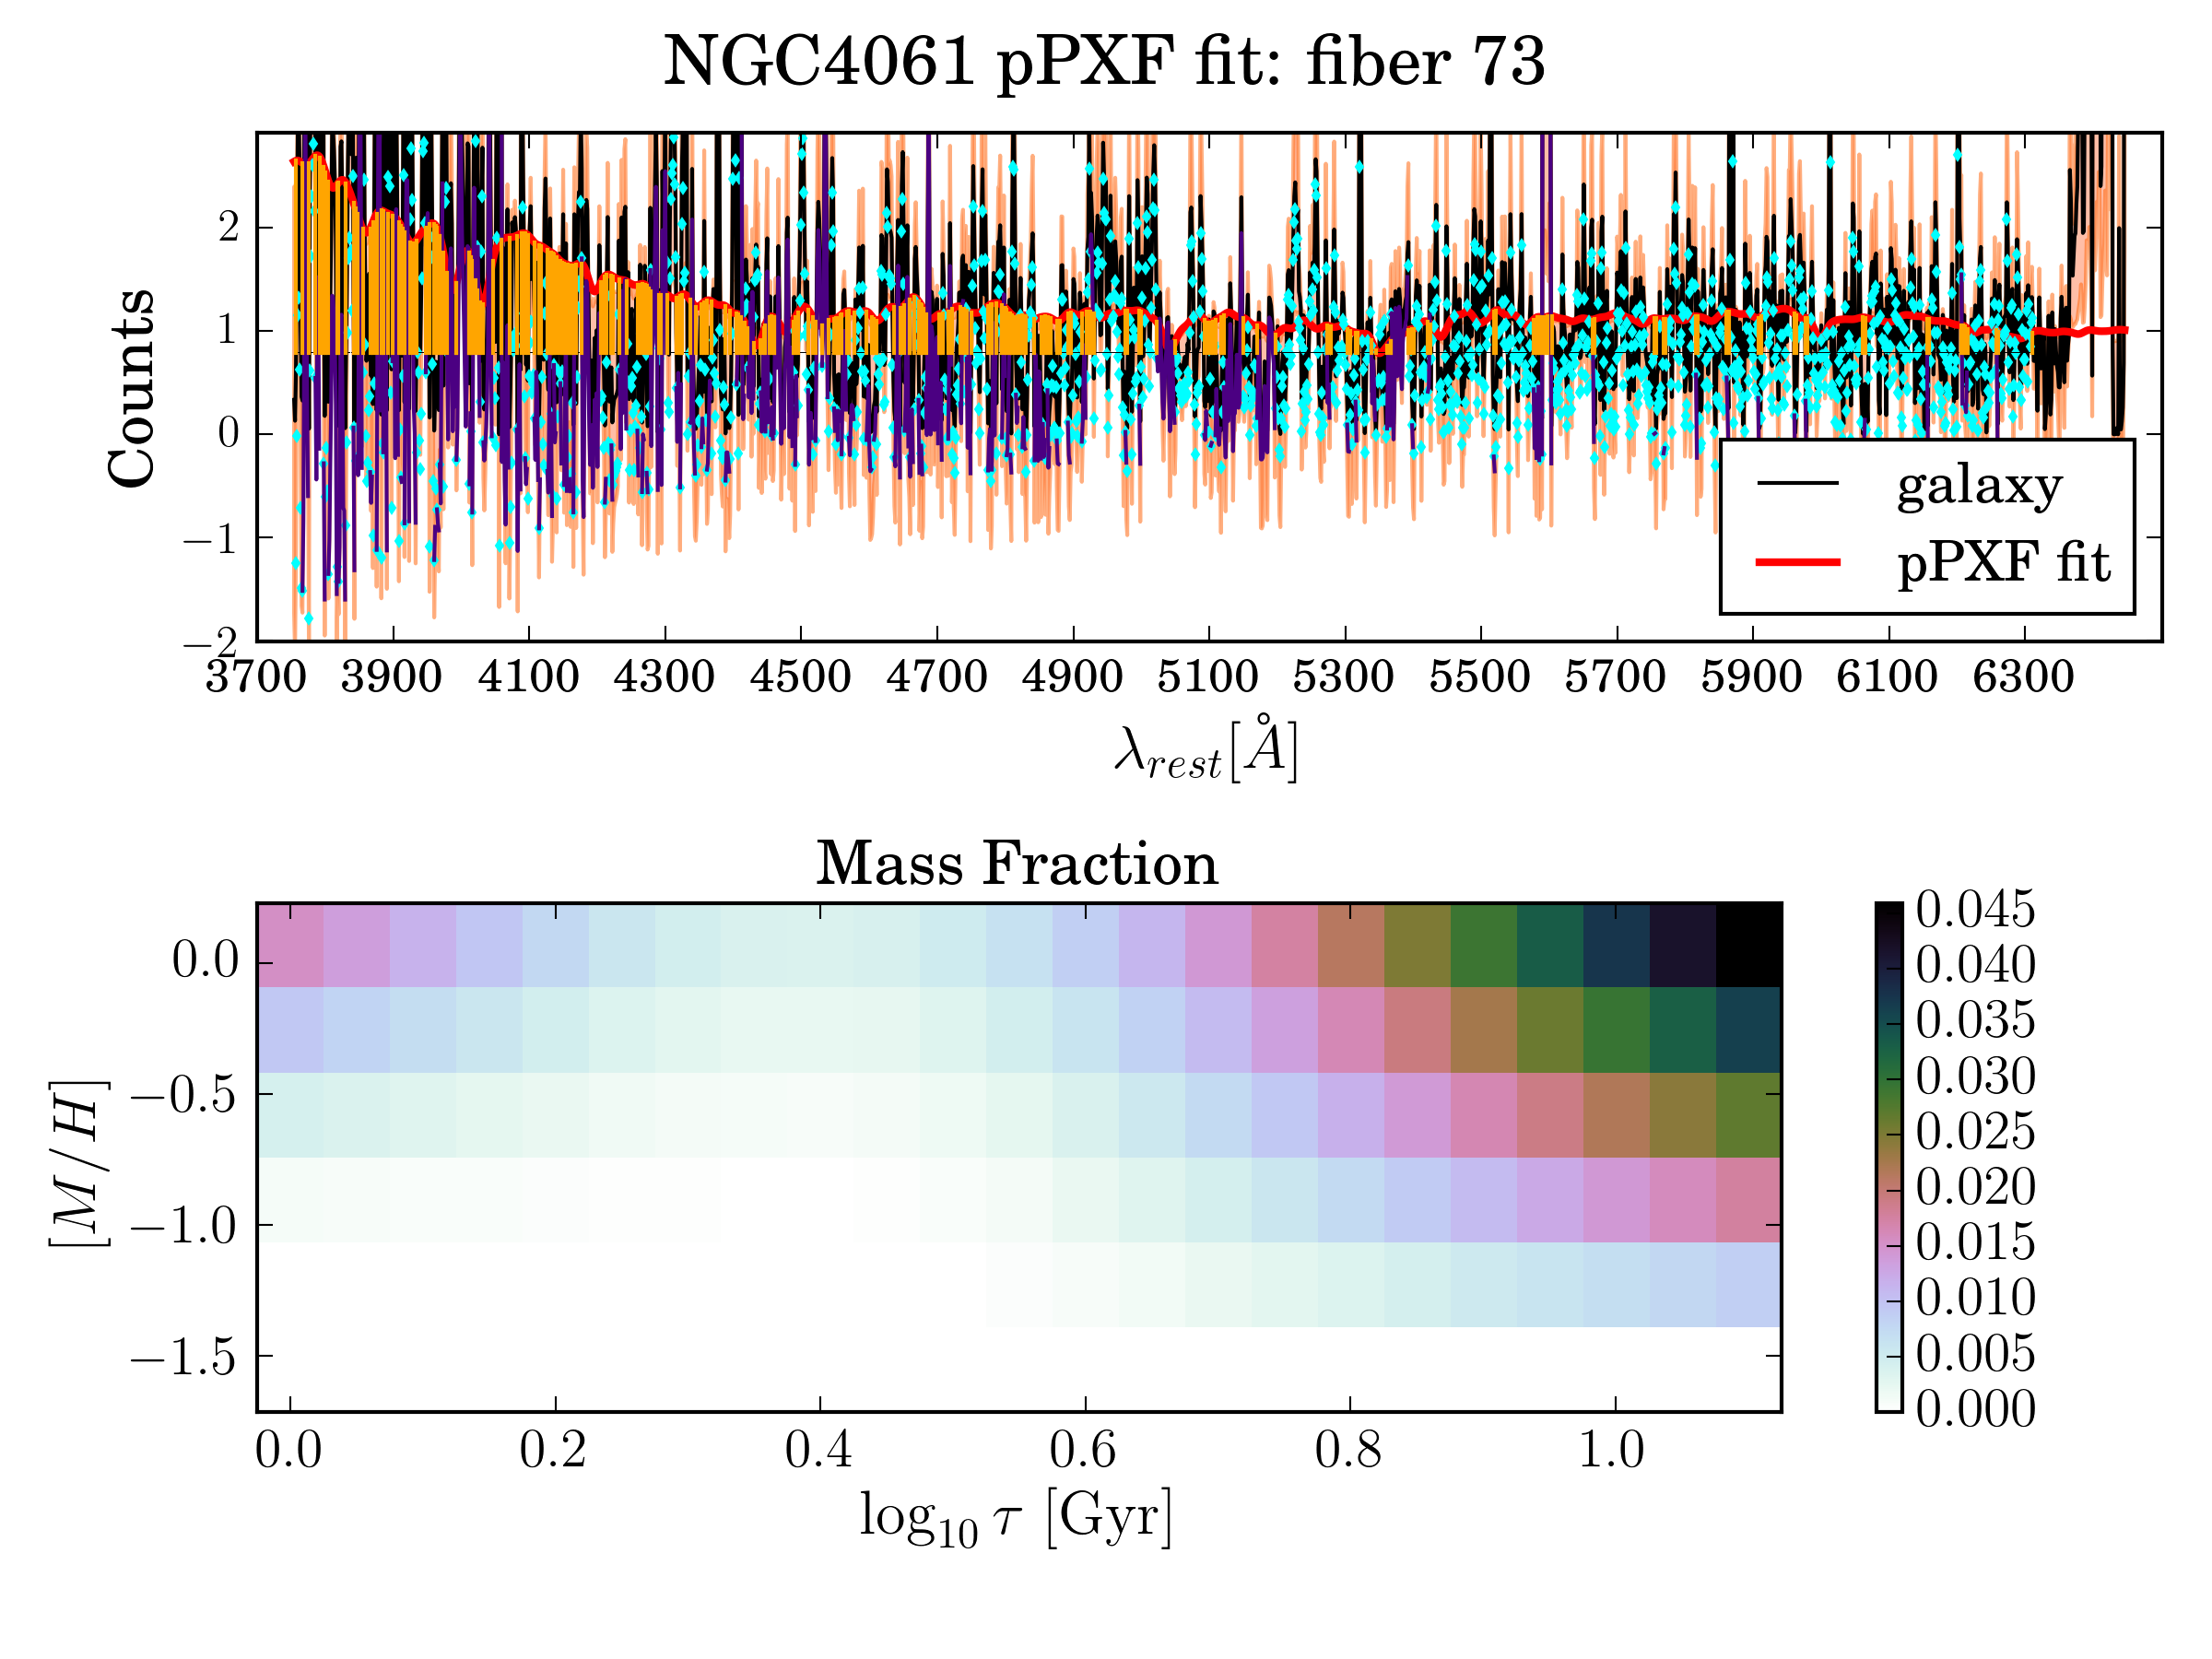 NGC4061 pPXF fit: fiber 73
Counts
2
1
0
−1
−2
galaxy
pPXF fit
3700 3900 4100 4300 4500 4700 4900 5100 5300 5500 5700 5900 6100 6300
λrest[Å]
Mass Fraction
[M/H]
0.0
−0.5
−1.0
−1.5
0.0 0.2 0.4 0.6 0.8 1.0
log10 τ [Gyr]
0.045
0.040
0.035
0.030
0.025
0.020
0.015
0.010
0.005
0.000